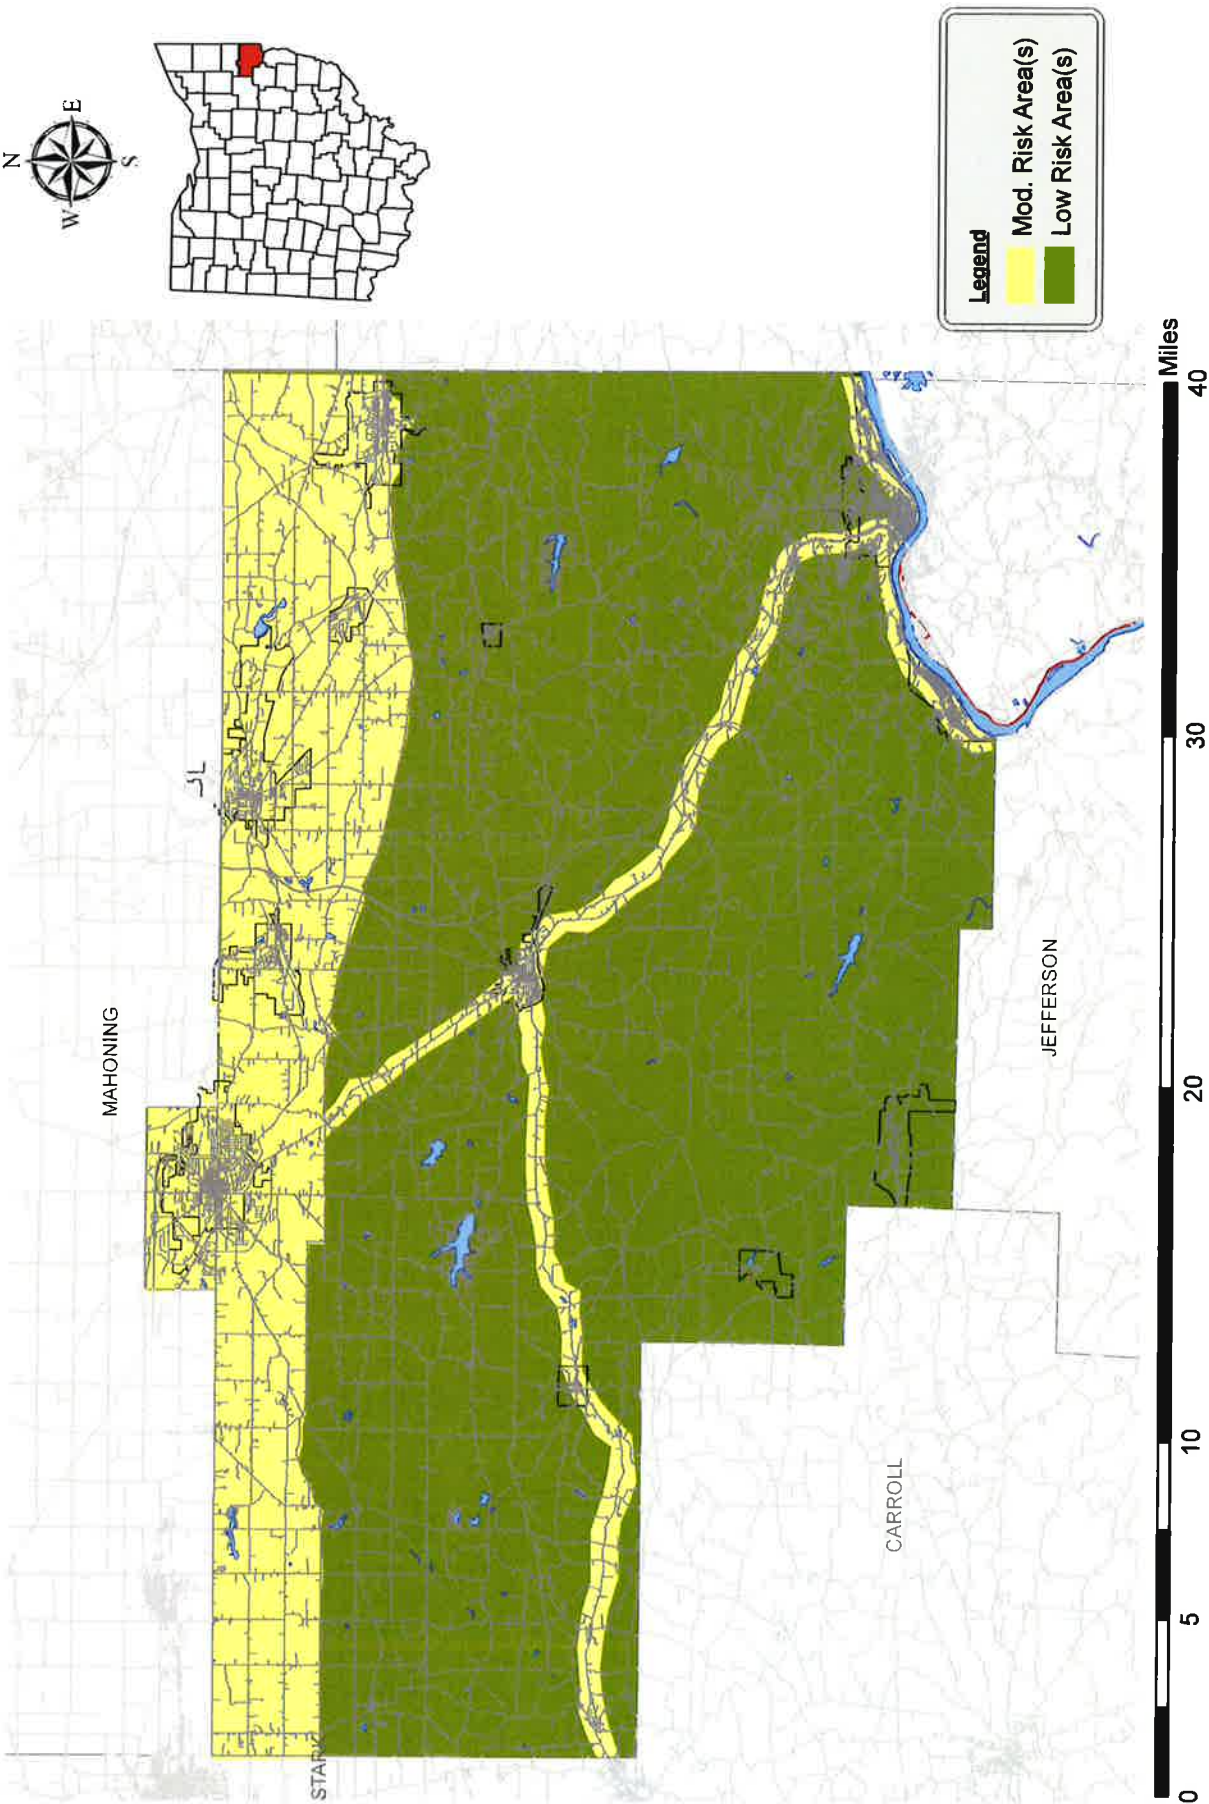 N
W
E
S
Legend
Mod. Risk Area(s)
Low Risk Area(s)
MAHONING
STARK
JEFFERSON
CARROLL
Miles
0
5
10
20
30
40